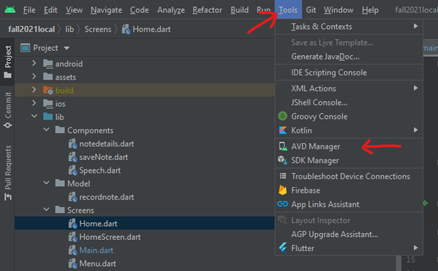 File Edit View Navigate Code Analyze Refactor Build Run Tools Git Window Help fall2021local
fall2021local lib Screens Home.dart
Project
Project
Commit
Pull Requests
android
assets
build
ios
lib
Components
notedetails.dart
saveNote.dart
Speech.dart
Model
recordnote.dart
Screens
Home.dart
HomeScreen.dart
Main.dart
Menu.dart
Tasks & Contexts
Save as Live Template...
Generate JavaDoc...
IDE Scripting Console
XML Actions
JShell Console...
Groovy Console
Kotlin
AVD Manager
SDK Manager
Troubleshoot Device Connections
Firebase
App Links Assistant
Layout Inspector
AGP Upgrade Assistant...
Flutter
main